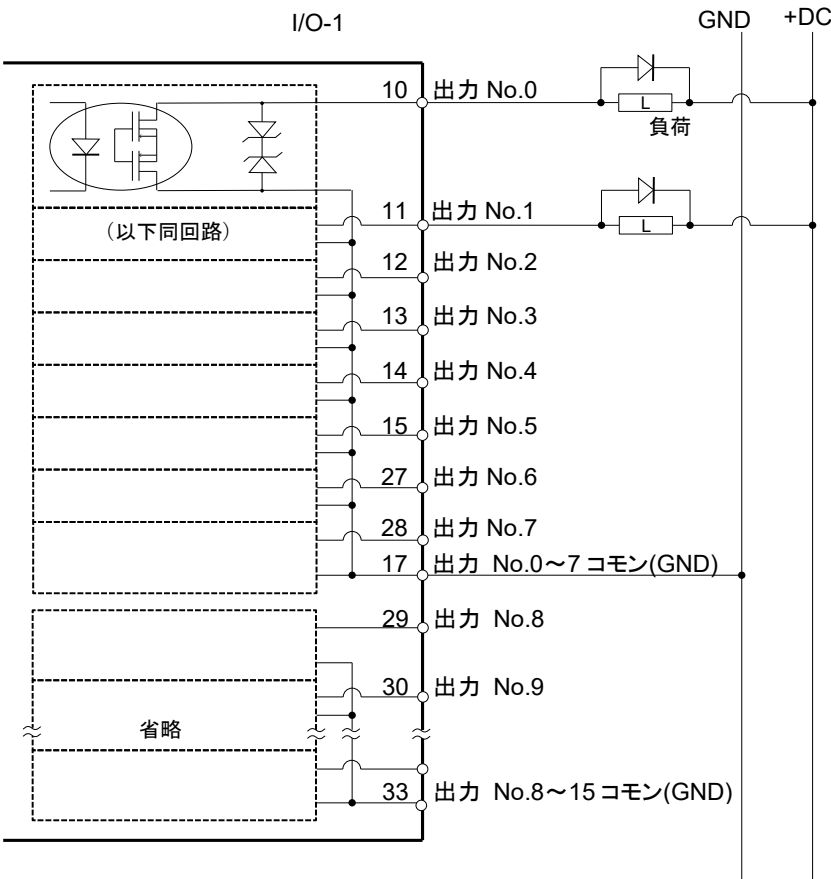 I/O-1
GND
+DC
10 出力 No.0
L
負荷
11 出力 No.1
L
(以下同回路)
12 出力 No.2
13 出力 No.3
14 出力 No.4
15 出力 No.5
27 出力 No.6
28 出力 No.7
17 出力 No.0～7 コモン(GND)
29 出力 No.8
30 出力 No.9
省略
33 出力 No.8～15 コモン(GND)